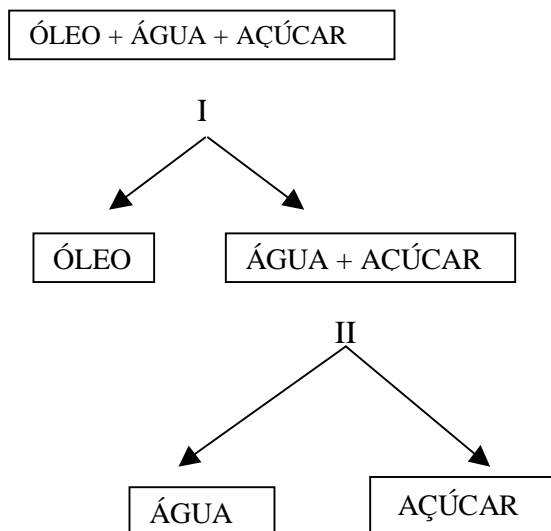 ÓLEO + ÁGUA + AÇÚCAR
I
ÓLEO
ÁGUA + AÇÚCAR
II
ÁGUA
AÇÚCAR